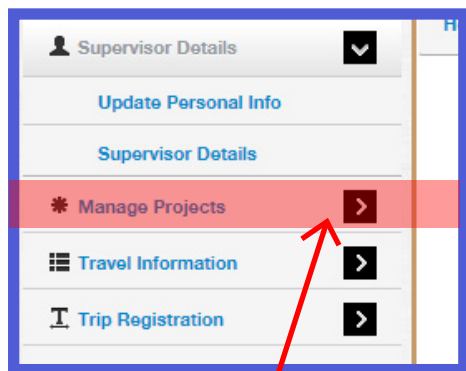 Supervisor Details
Update Personal Info
Supervisor Details
Manage Projects
Travel Information
Trip Registration